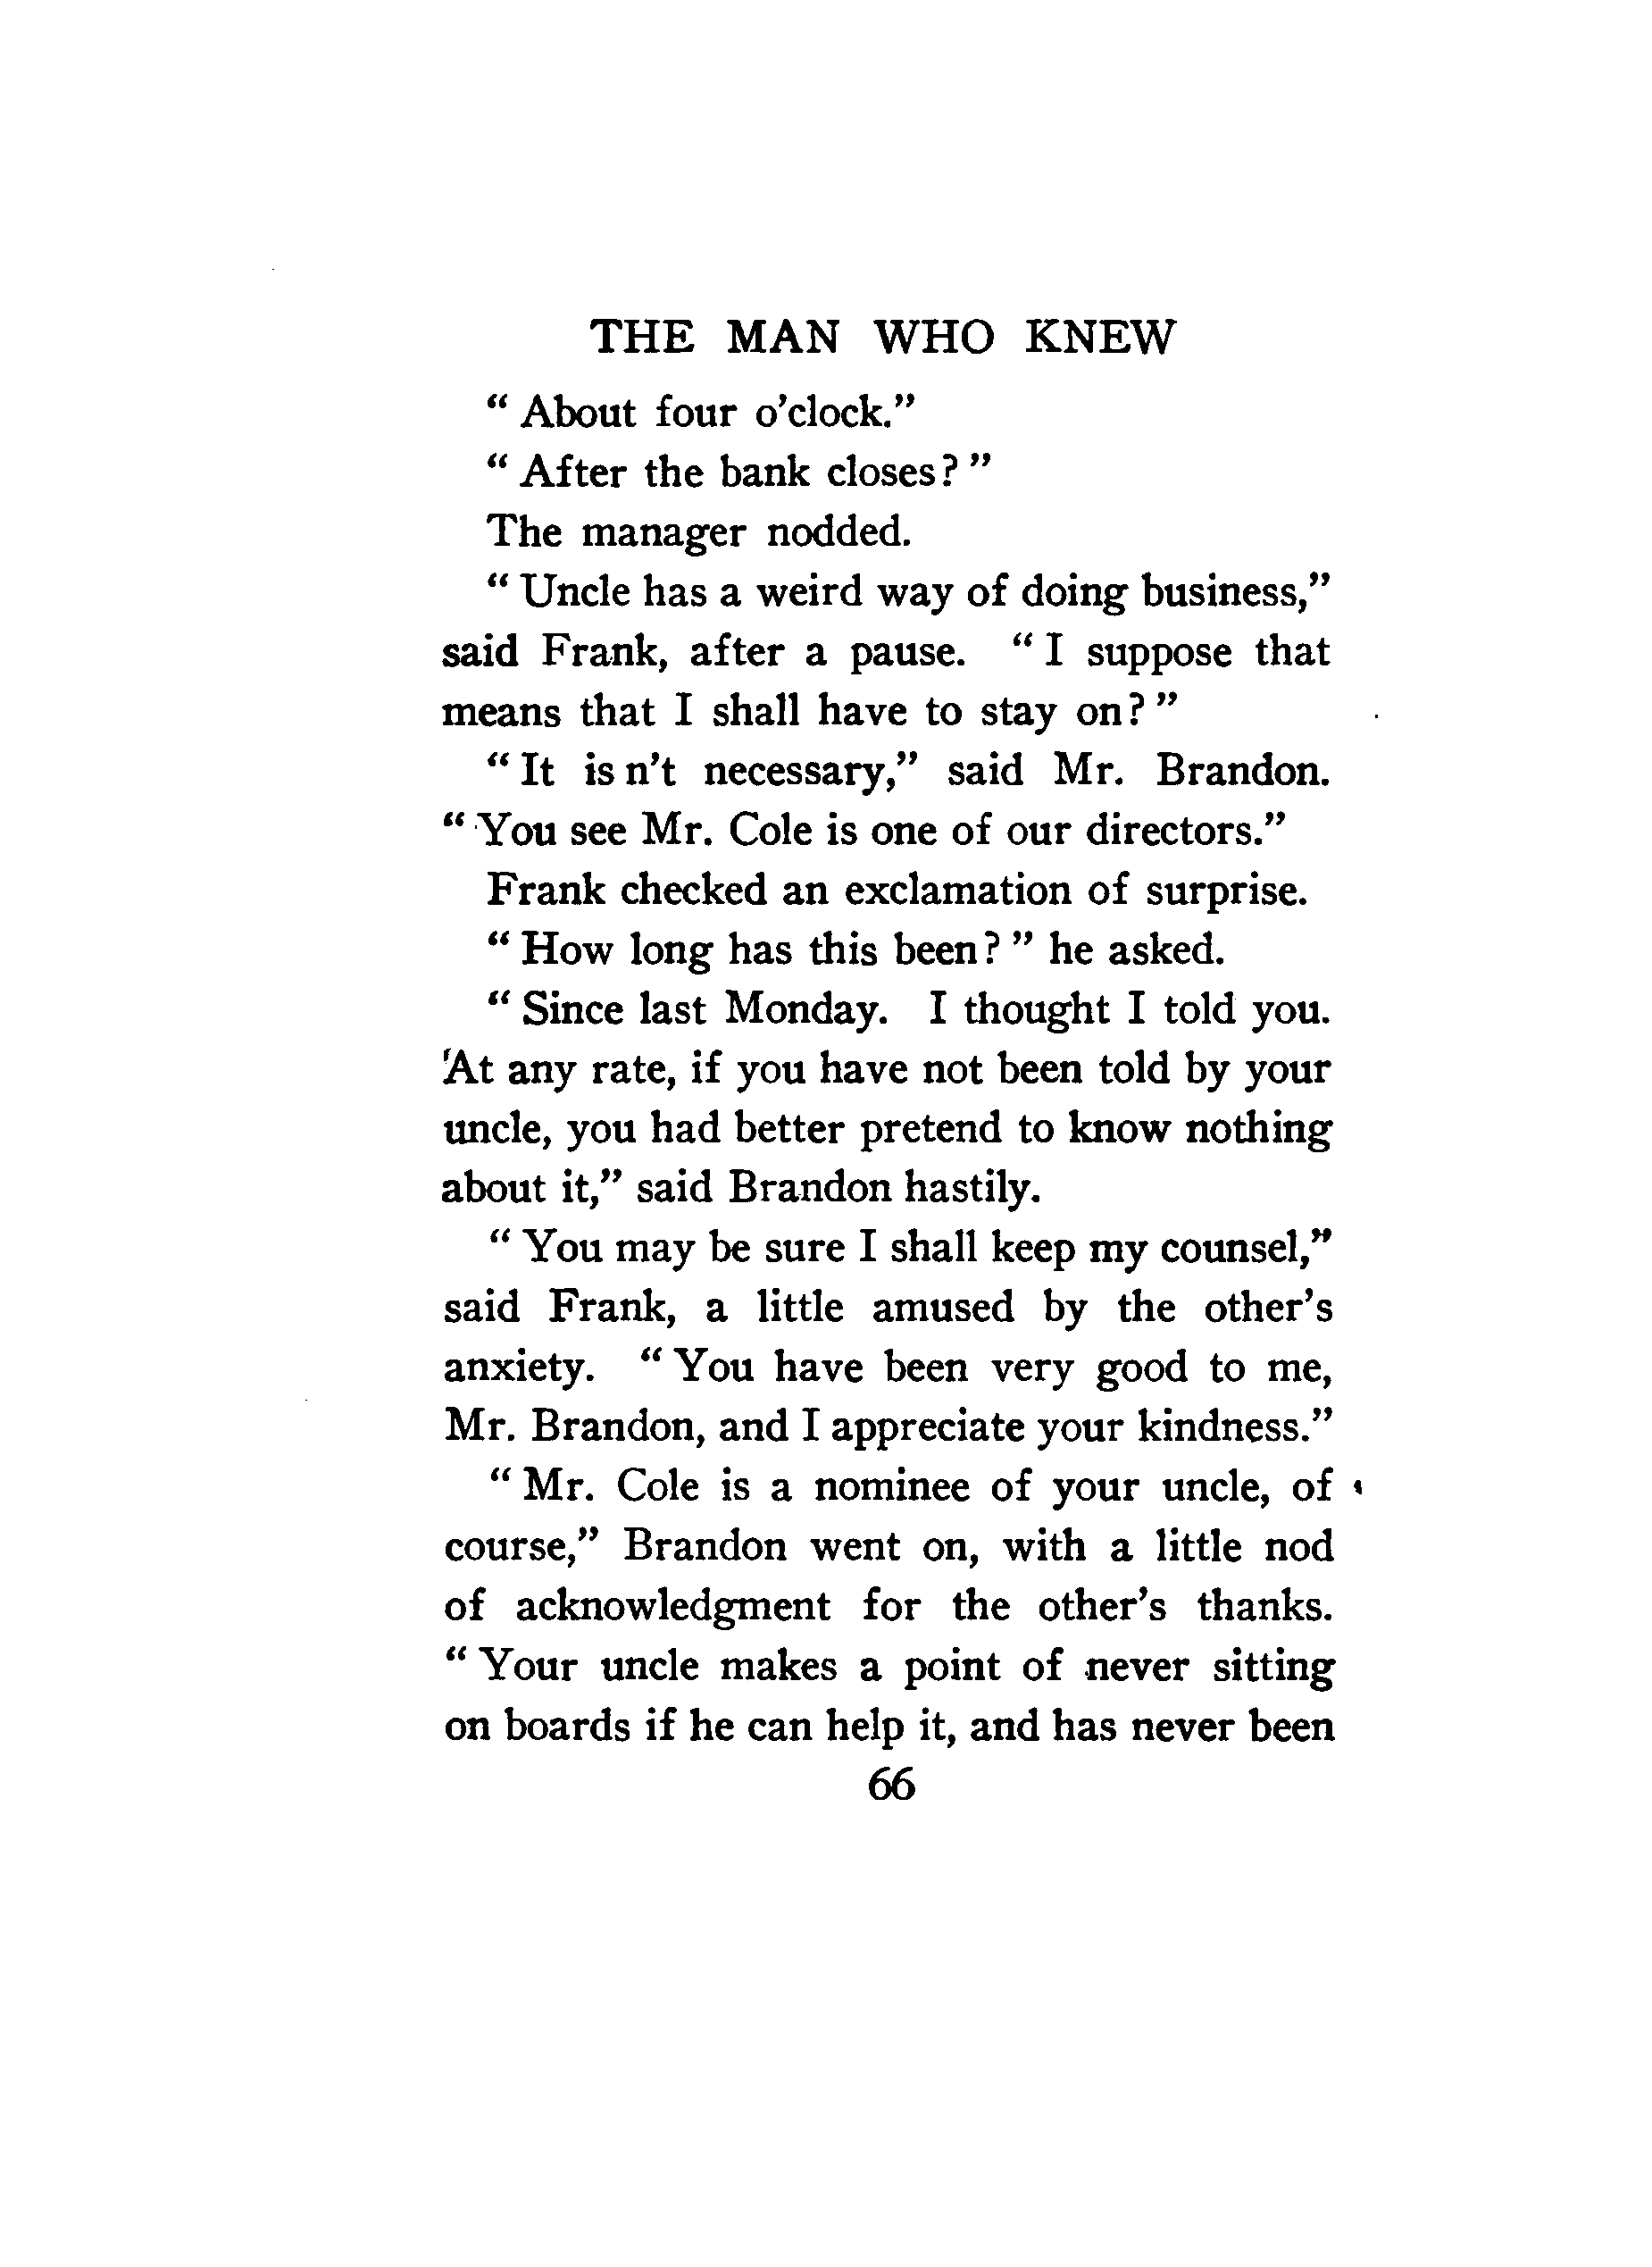 THE MAN WHO KNEW
“ About four o’clock.”
“ After the bank closes? ”
The manager nodded.
“ Uncle has a weird way of doing business,”
said Frank, after a pause. “ I suppose that
means that I shall have to stay on? ”
“ It is n’t necessary,” said Mr. Brandon.
“ You see Mr. Cole is one of our directors.”
Frank checked an exclamation of surprise.
“ How long has this been? ” he asked.
“ Since last Monday. I thought I told you.
At any rate, if you have not been told by your
uncle, you had better pretend to know nothing
about it,” said Brandon hastily.
“ You may be sure I shall keep my counsel,”
said Frank, a little amused by the other’s
anxiety. “ You have been very good to me,
Mr. Brandon, and I appreciate your kindness.”
“ Mr. Cole is a nominee of your uncle, of
course,” Brandon went on, with a little nod
of acknowledgment for the other’s thanks.
“ Your uncle makes a point of never sitting
on boards if he can help it, and has never been
66